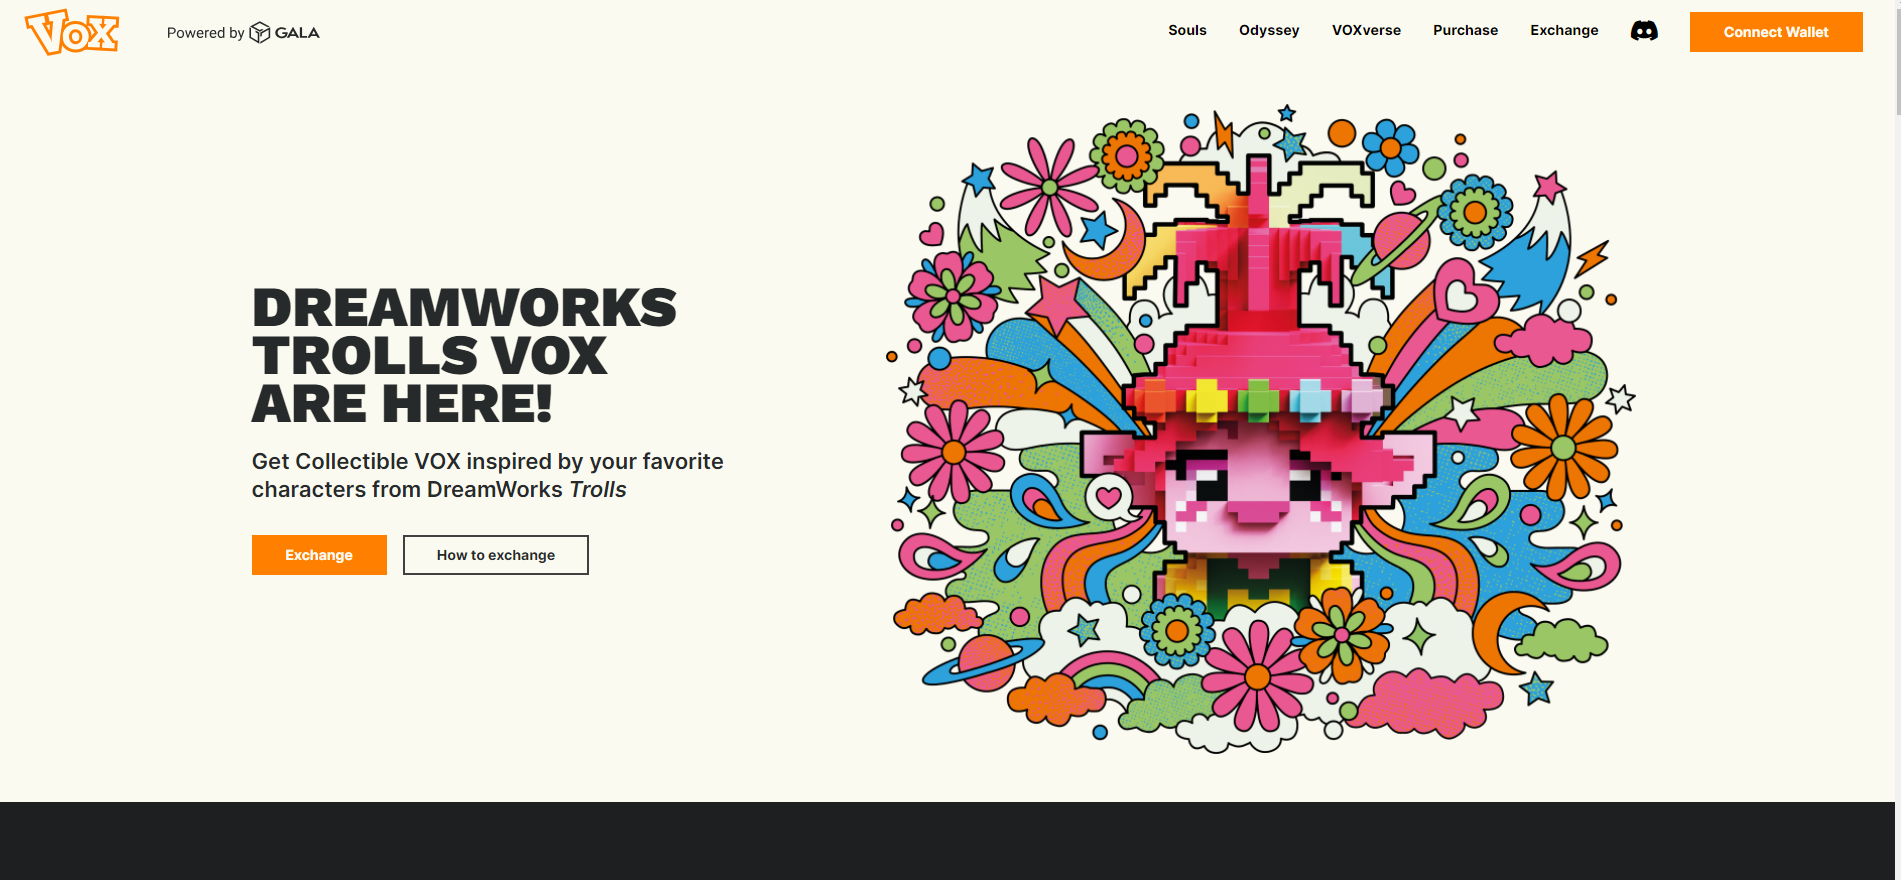 Vox
Powered by GALA
Souls Odyssey VOXverse Purchase Exchange Connect Wallet
DREAMWORKS
TROLLS VOX
ARE HERE!
Get Collectible VOX inspired by your favorite
characters from DreamWorks Trolls
Exchange How to exchange